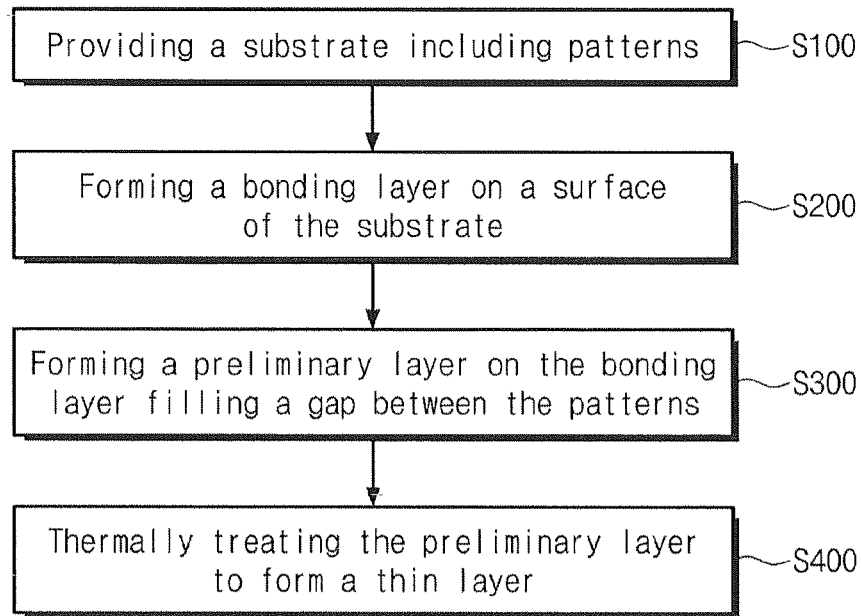 Providing a substrate including patterns
S100
Forming a bonding layer on a surface
of the substrate
S200
Forming a preliminary layer on the bonding
layer filling a gap between the patterns
S300
Thermally treating the preliminary layer
to form a thin layer
S400